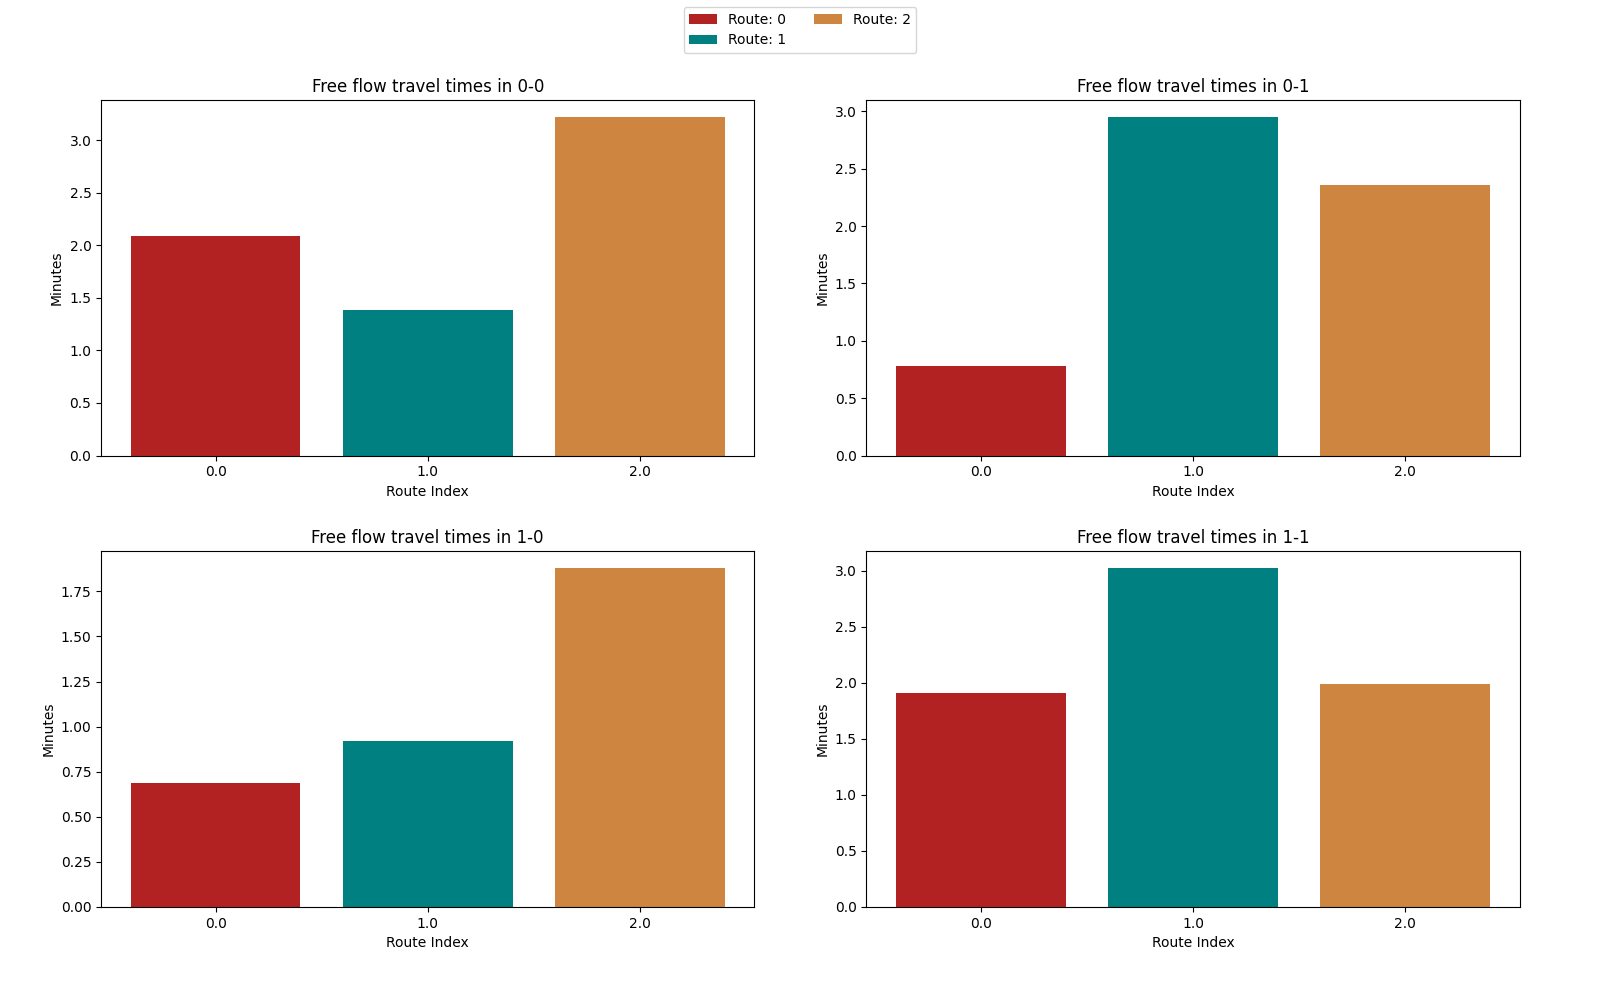 Route: 0
Route: 1
Route: 2
Free flow travel times in 0-0
Minutes
3.0
2.5
2.0
1.5
1.0
0.5
0.0
0.0 1.0 2.0
Route Index
Free flow travel times in 0-1
Minutes
3.0
2.5
2.0
1.5
1.0
0.5
0.0
0.0 1.0 2.0
Route Index
Free flow travel times in 1-0
Minutes
1.75
1.50
1.25
1.00
0.75
0.50
0.25
0.00
0.0 1.0 2.0
Route Index
Free flow travel times in 1-1
Minutes
3.0
2.5
2.0
1.5
1.0
0.5
0.0
0.0 1.0 2.0
Route Index